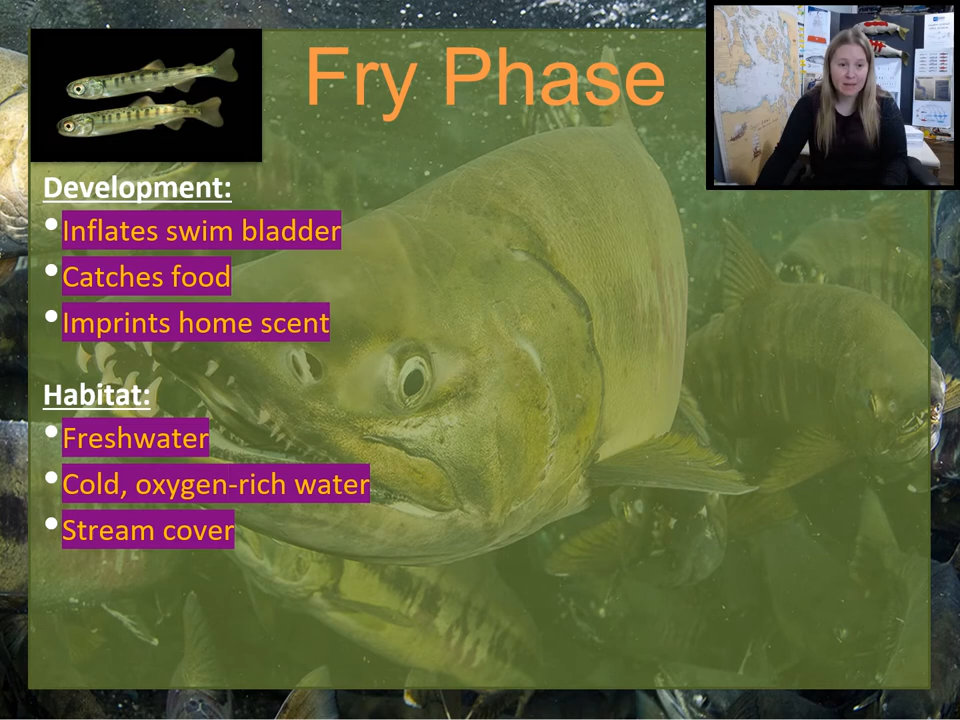 Fry Phase
Development:
•Inflates swim bladder
•Catches food
•Imprints home scent
Habitat:
•Freshwater
•Cold, oxygen-rich water
•Stream cover